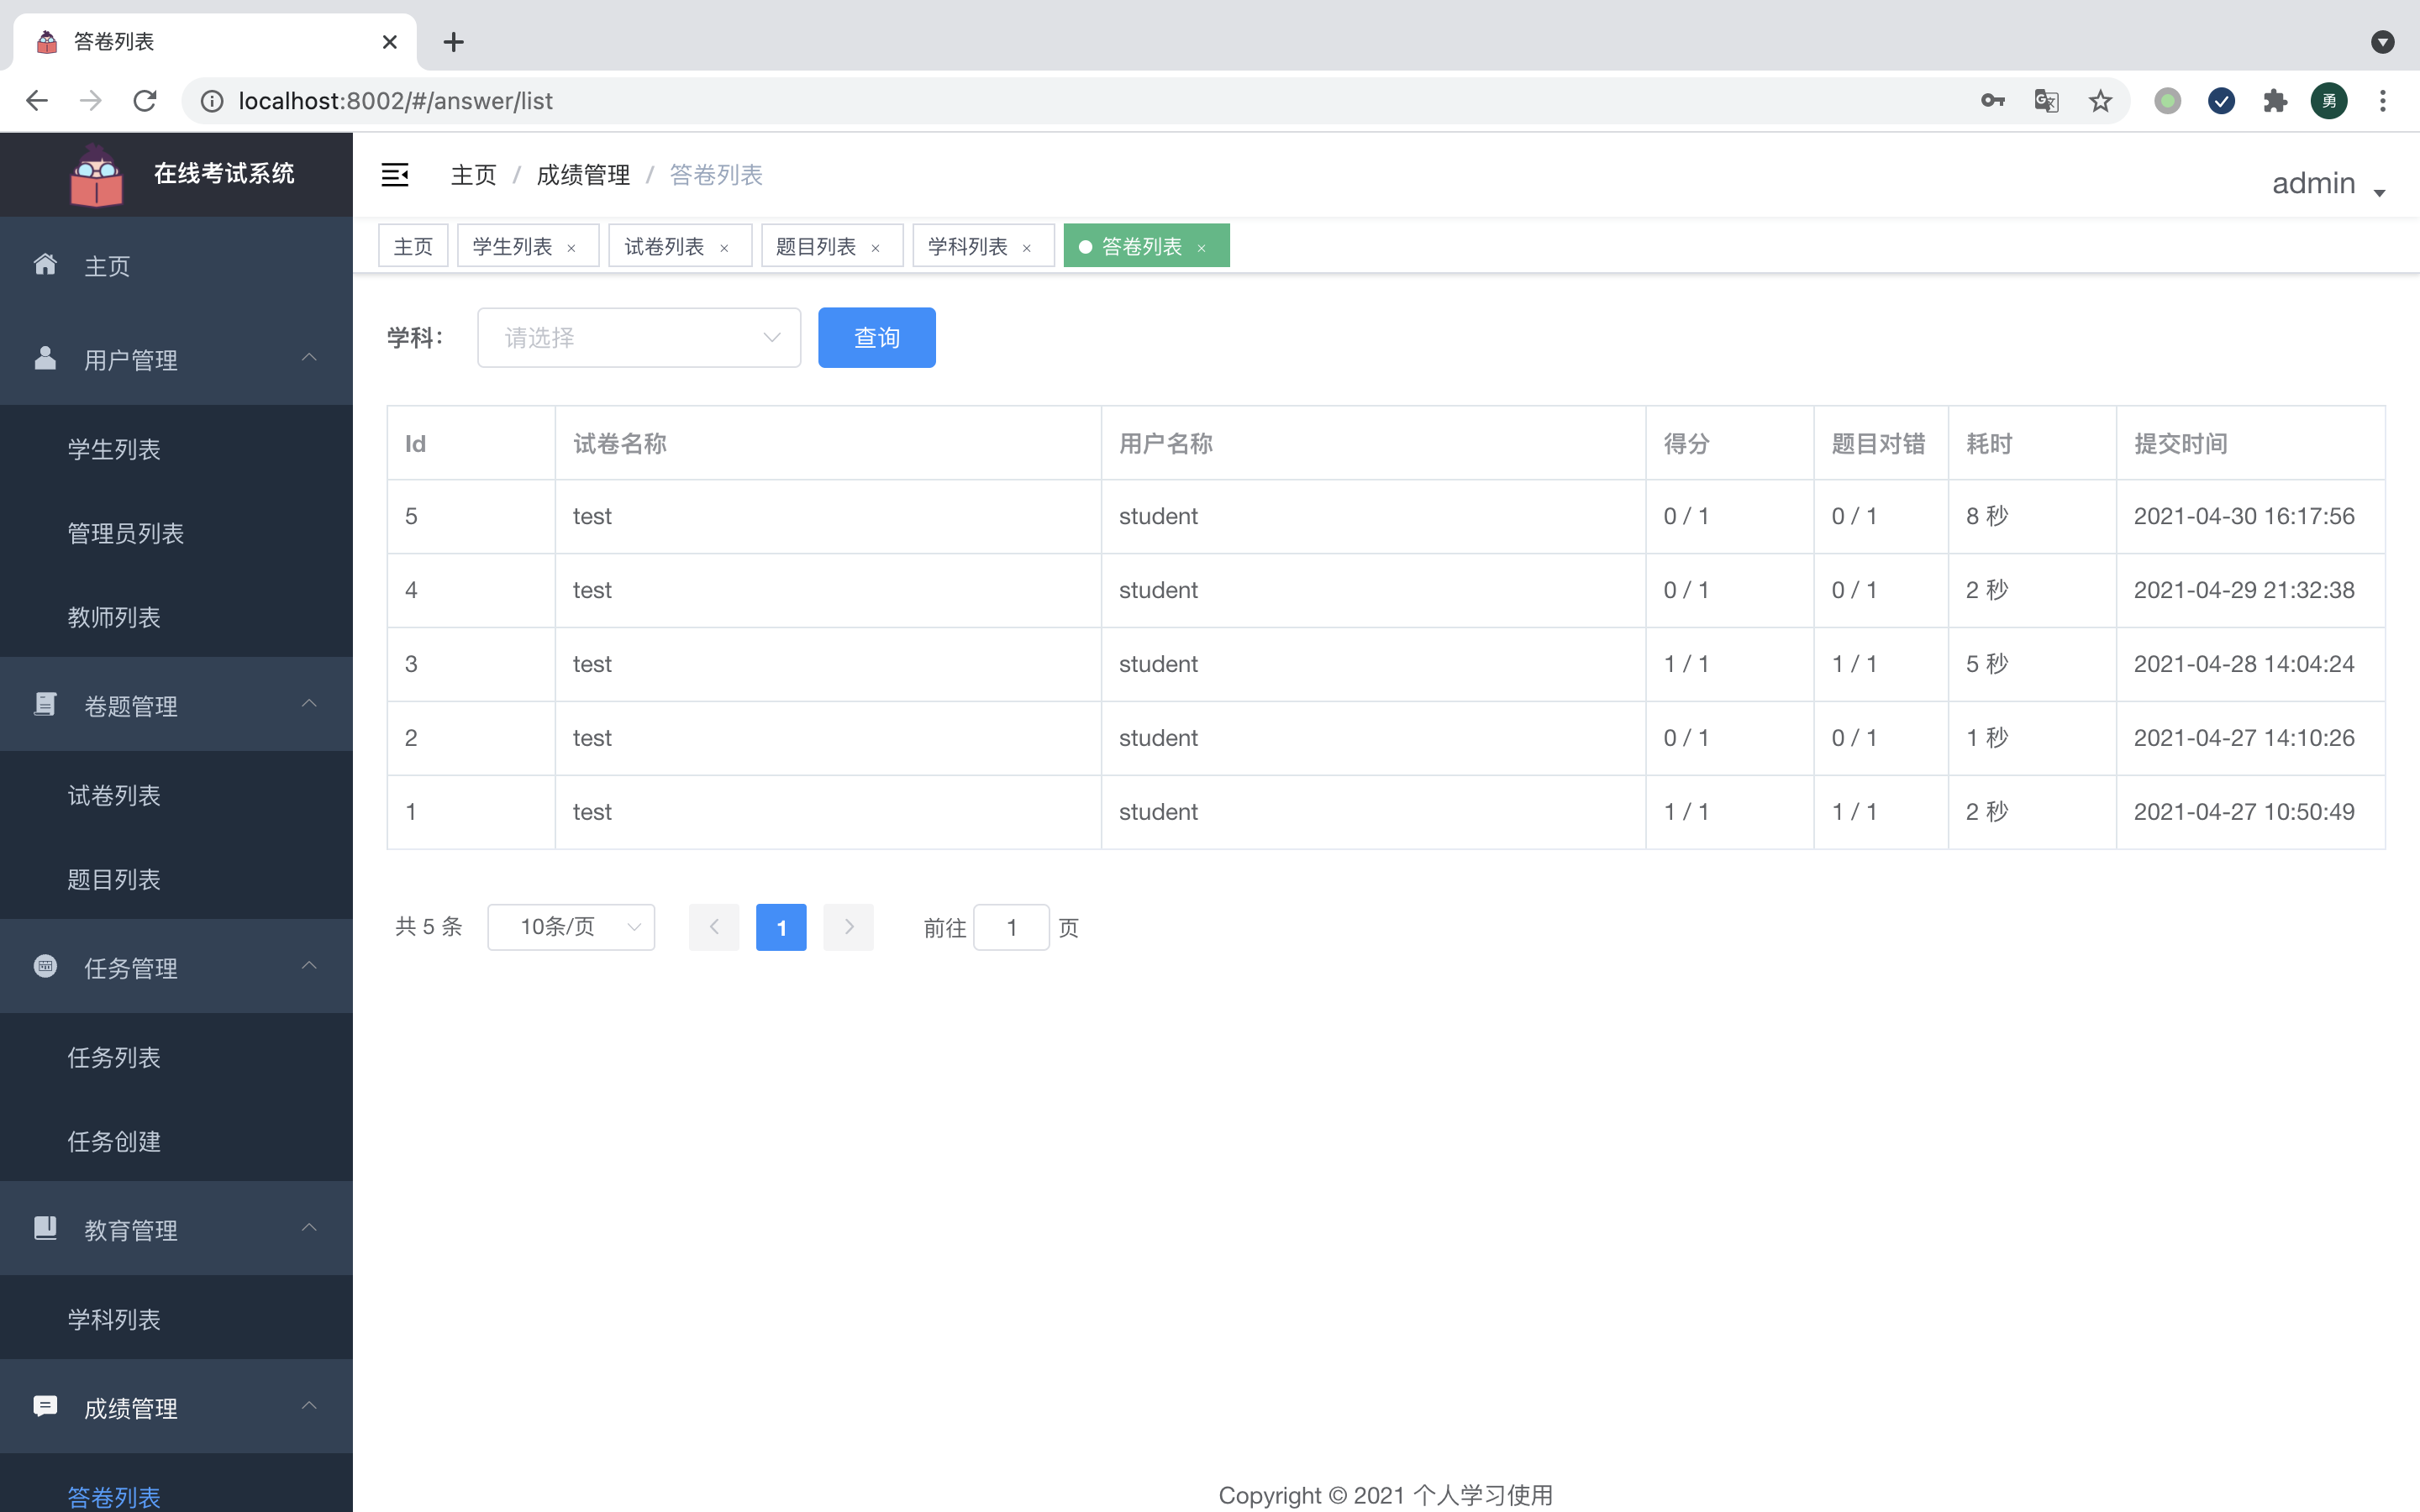 答卷列表
localhost:8002/#/answer/list
勇
在线考试系统
主页 / 成绩管理 / 答卷列表
admin
主页
学生列表
试卷列表
题目列表
学科列表
答卷列表
主页
用户管理
学生列表
管理员列表
教师列表
卷题管理
试卷列表
题目列表
任务管理
任务列表
任务创建
教育管理
学科列表
成绩管理
答卷列表
学科：
请选择
查询
Id 试卷名称 用户名称 得分 题目对错 耗时 提交时间
5 test student 0 / 1 0 / 1 8 秒 2021-04-30 16:17:56
4 test student 0 / 1 0 / 1 2 秒 2021-04-29 21:32:38
3 test student 1 / 1 1 / 1 5 秒 2021-04-28 14:04:24
2 test student 0 / 1 0 / 1 1 秒 2021-04-27 14:10:26
1 test student 1 / 1 1 / 1 2 秒 2021-04-27 10:50:49
共 5 条 10条/页 1 前往 1 页
Copyright © 2021 个人学习使用